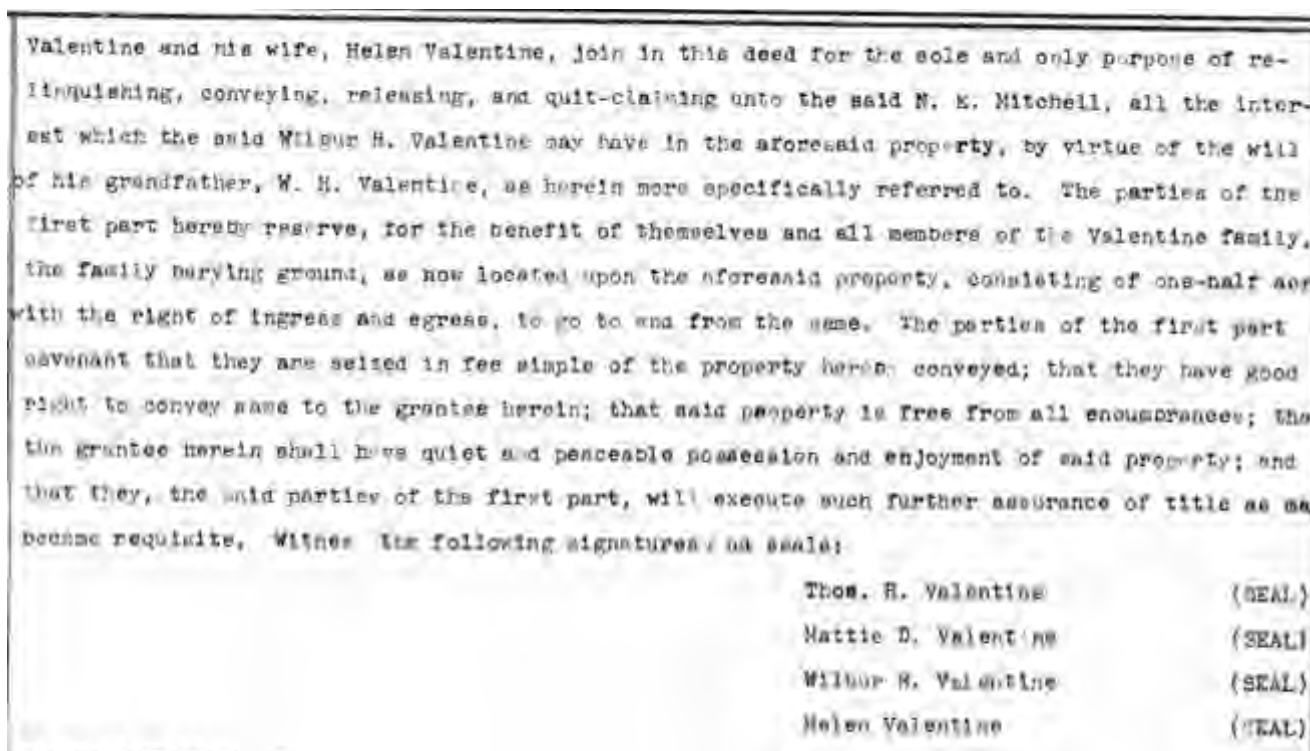 Valentine and his wife, Helen Valentine, join in this deed for the sole and only purpose of re-
linquishing, conveying, releasing, and quit-claiming unto the said N. E. Mitchell, all the inter-
est which the said Wilbur H. Valentine may have in the aforesaid property, by virtue of the will
of his grandfather, W. H. Valentine, as herein more specifically referred to. The parties of the
first part hereby reserve, for the benefit of themselves and all members of the Valentine family,
the family burying ground, as now located upon the aforesaid property, consisting of one-half acr
with the right of ingress and egress, to go to and from the same. The parties of the first part
covenant that they are seized in fee simple of the property herein conveyed; that they have good
right to convey same to the grantee herein; that said property is free from all encumbrances; tha
the grantee herein shall have quiet and peaceable possession and enjoyment of said property; and
that they, the said parties of the first part, will execute such further assurance of title as ma
become requisite. Witness the following signatures and seals:
Thos. R. Valentine (SEAL)
Mattie D. Valentine (SEAL)
Wilbur H. Valentine (SEAL)
Helen Valentine (SEAL)